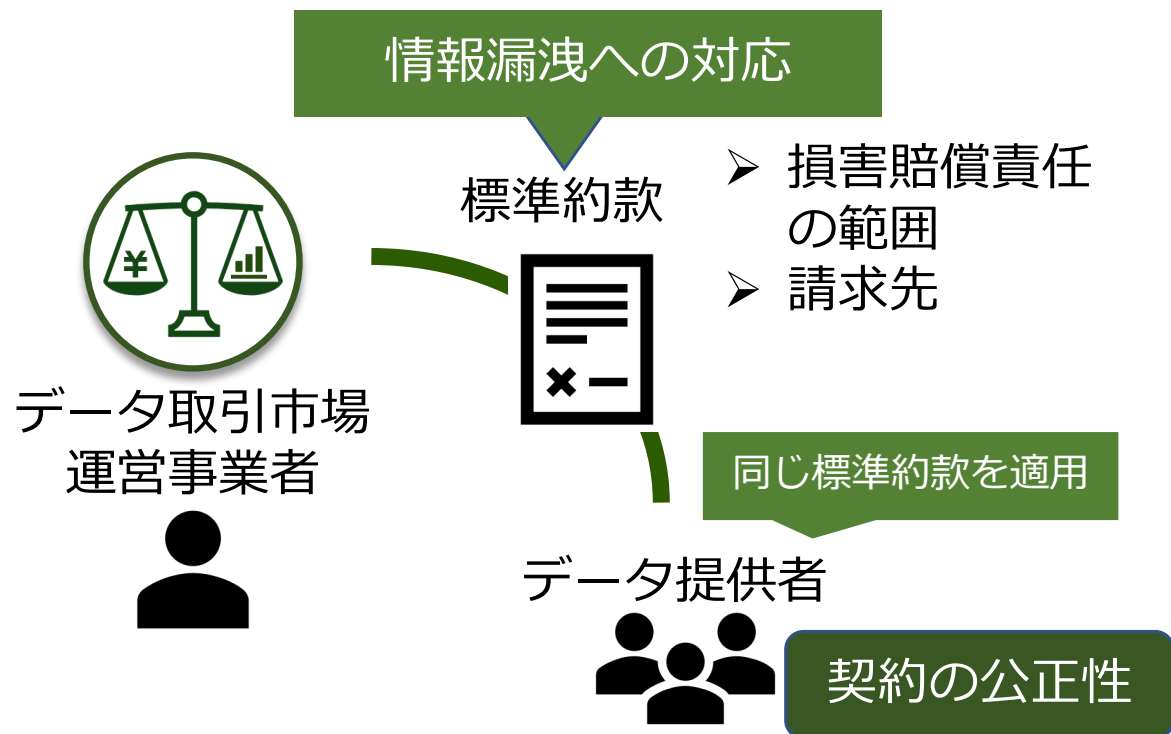 情報漏洩への対応
標準約款
➢ 損害賠償責任
の範囲
➢ 請求先
¥
データ取引市場
運営事業者
同じ標準約款を適用
データ提供者
契約の公正性